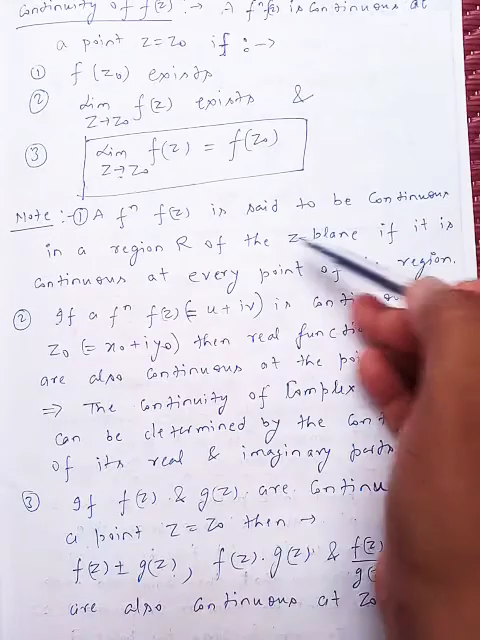 Continuity of f(z) :→ A fⁿ f(z) is continuous at
a point z=z₀ if :→
① f(z₀) exists
② lim f(z) exists &
z→z₀
③ lim f(z) = f(z₀)
z→z₀
Note :-① A fⁿ f(z) is said to be continuous
in a region R of the z-plane if it is
continuous at every point of region.
② If a fⁿ f(z)(= u+iv) is
z₀ (= x₀+iy₀) then real
are also continuous at the
⇒ The continuity of Complex
can be determined by the
of its real & imaginary parts
③ If f(z) & g(z) are
a point z = z₀ then →
f(z) ± g(z), f(z)·g(z) & f(z)
are also continuous at z₀